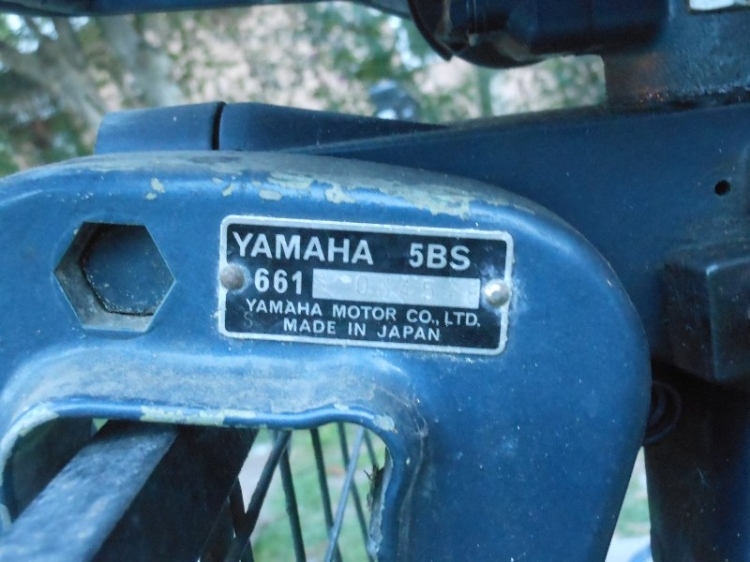 YAMAHA 5BS
661
YAMAHA MOTOR CO., LTD.
S MADE IN JAPAN